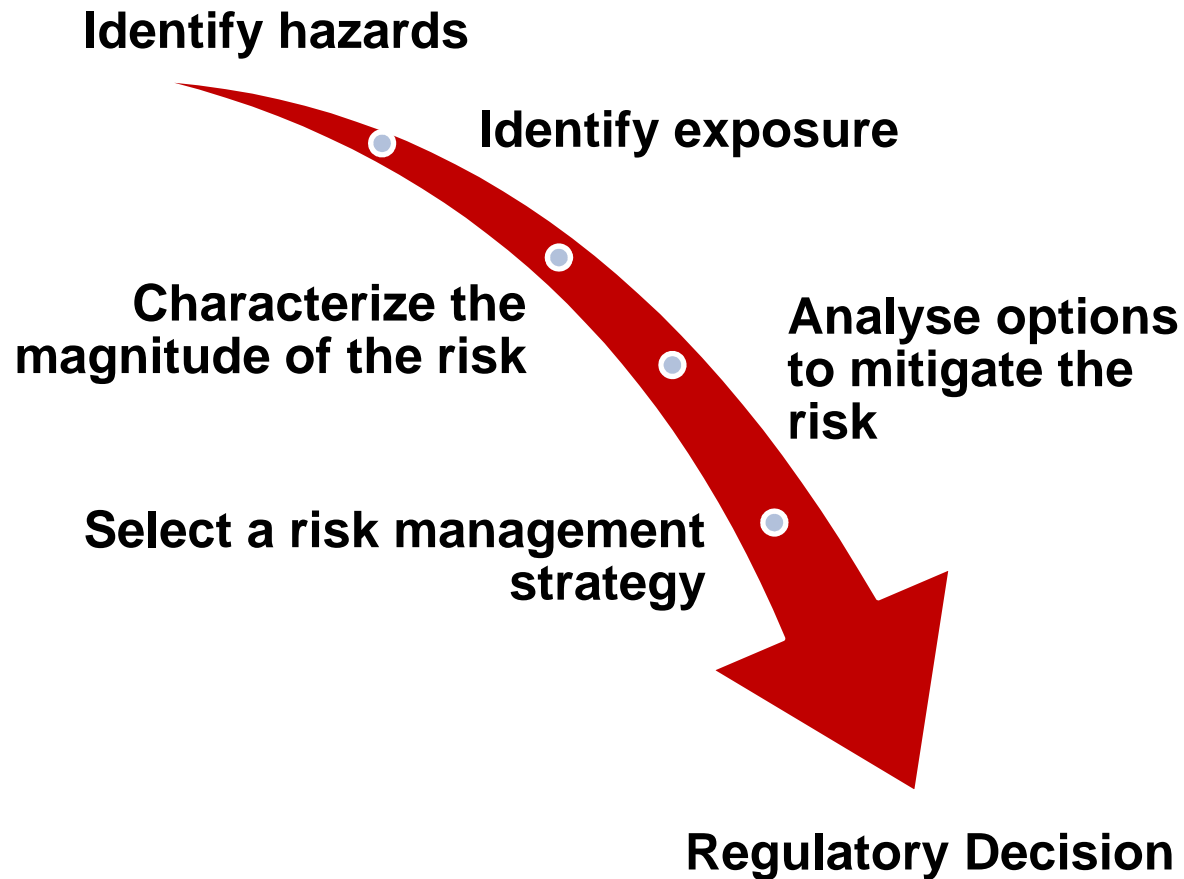 Identify hazards
Identify exposure
Characterize the
magnitude of the risk
Analyse options
to mitigate the
risk
Select a risk management
strategy
Regulatory Decision